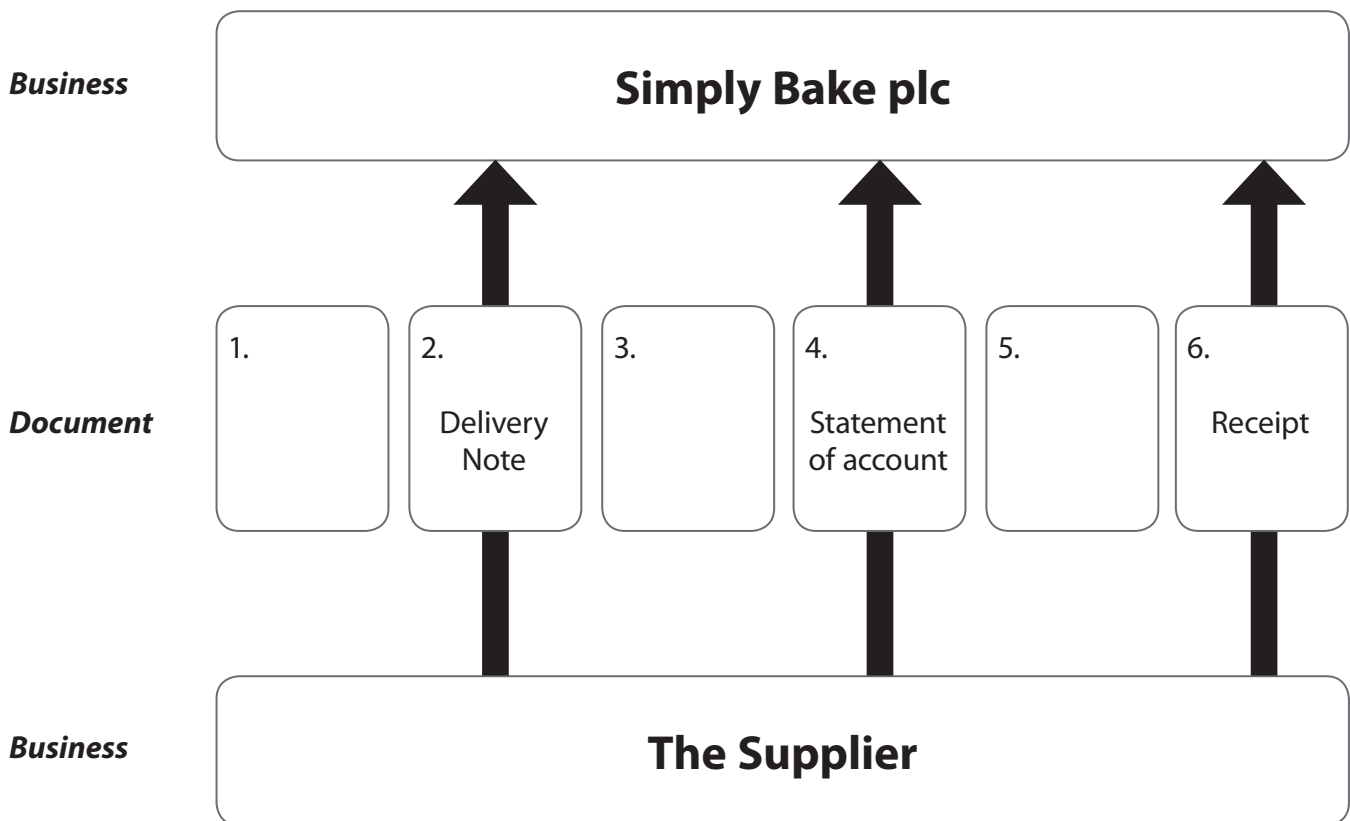 Business
Simply Bake plc
1.
2.
3.
4.
5.
6.
Document
Delivery
Note
Statement
of account
Receipt
Business
The Supplier